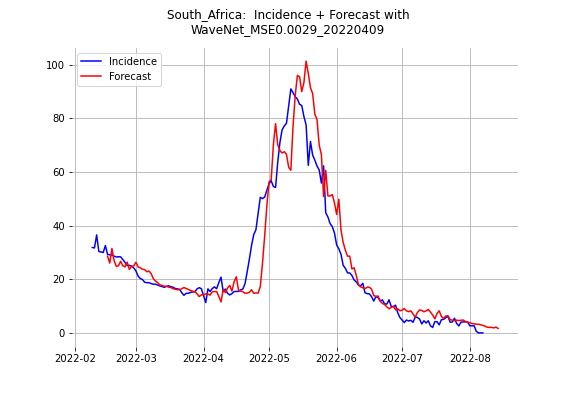 South_Africa:  Incidence + Forecast with
WaveNet_MSE0.0029_20220409
Incidence
Forecast
100
80
60
40
20
0
2022-02 2022-03 2022-04 2022-05 2022-06 2022-07 2022-08